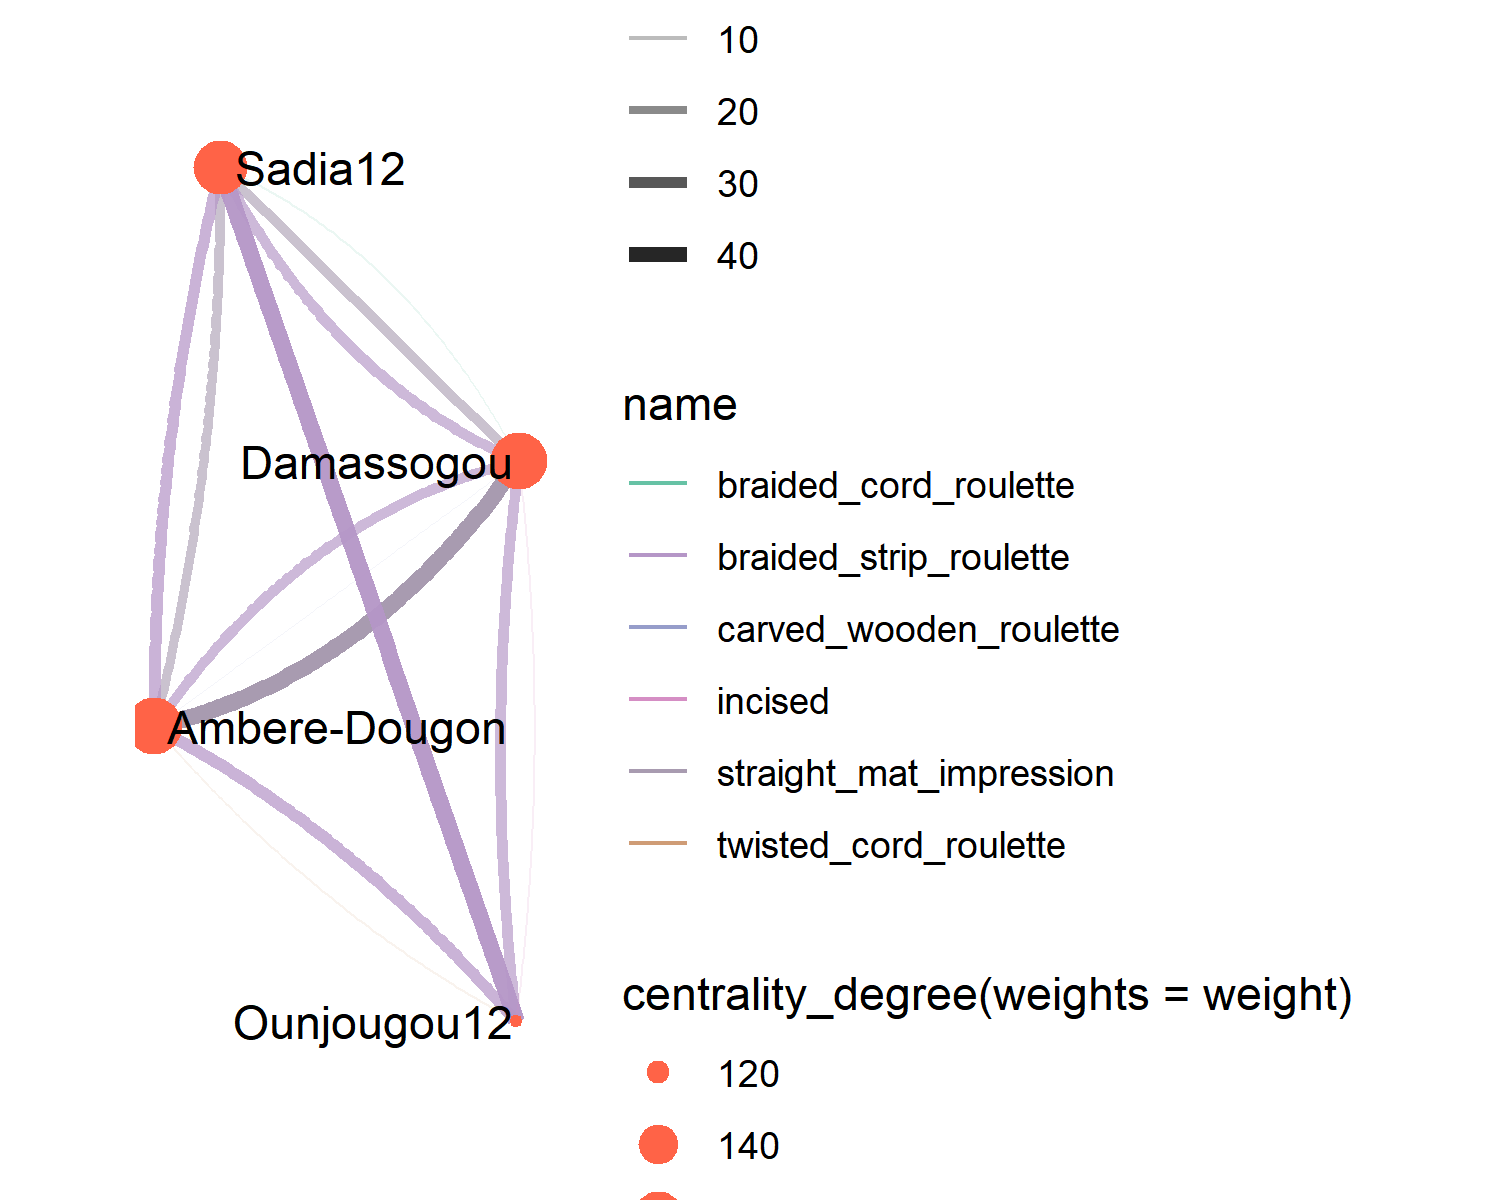 10
20
30
40
Sadia12
Damassogou
Ambere-Dougon
Ounjougou12
name
braided_cord_roulette
braided_strip_roulette
carved_wooden_roulette
incised
straight_mat_impression
twisted_cord_roulette
centrality_degree(weights = weight)
120
140